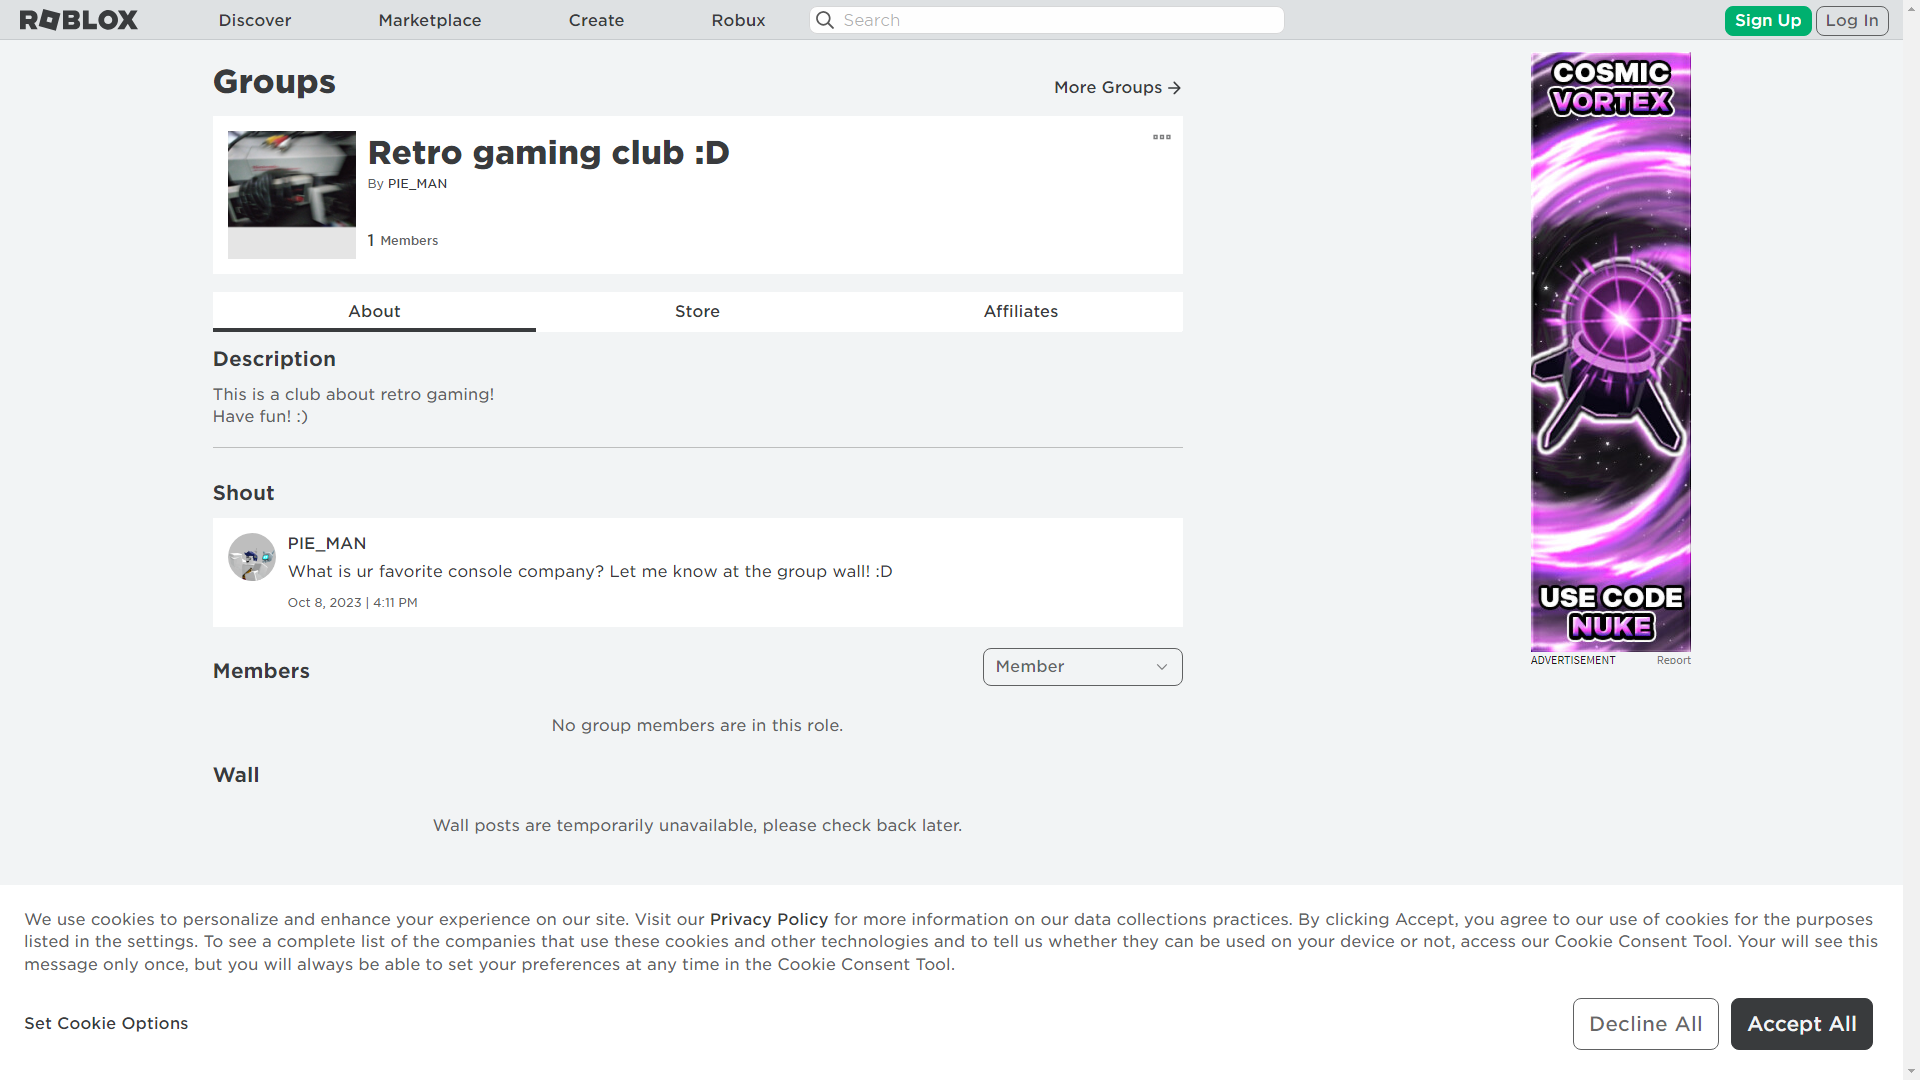 ROBLOX
Discover
Marketplace
Create
Robux
Search
Sign Up
Log In
Groups
More Groups
Retro gaming club :D
By PIE_MAN
1 Members
About
Store
Affiliates
Description
This is a club about retro gaming!
Have fun! :)
Shout
PIE_MAN
What is ur favorite console company? Let me know at the group wall! :D
Oct 8, 2023 | 4:11 PM
Members
Member
No group members are in this role.
Wall
Wall posts are temporarily unavailable, please check back later.
COSMIC
VORTEX
USE CODE
NUKE
ADVERTISEMENT
Report
We use cookies to personalize and enhance your experience on our site. Visit our Privacy Policy for more information on our data collections practices. By clicking Accept, you agree to our use of cookies for the purposes
listed in the settings. To see a complete list of the companies that use these cookies and other technologies and to tell us whether they can be used on your device or not, access our Cookie Consent Tool. Your will see this
message only once, but you will always be able to set your preferences at any time in the Cookie Consent Tool.
Set Cookie Options
Decline All
Accept All